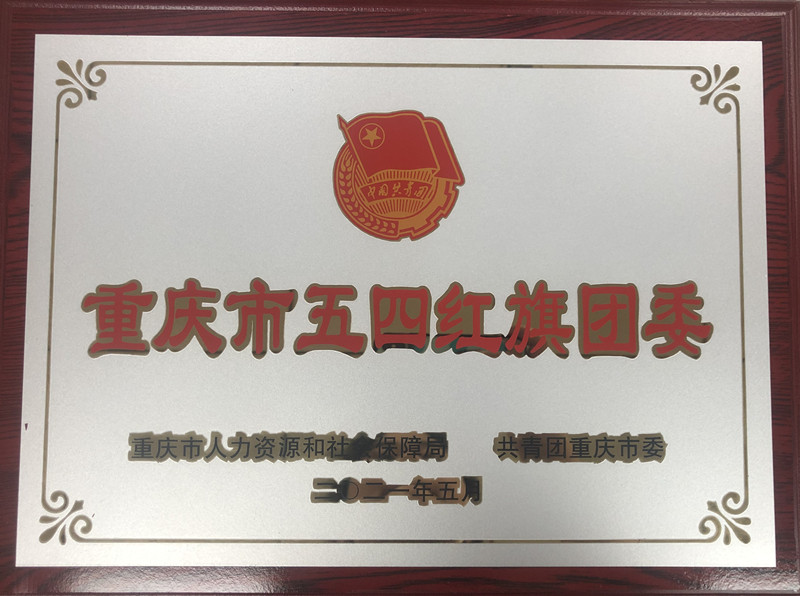 中国共青团
重庆市五四红旗团委
重庆市人力资源和社会保障局 共青团重庆市委
二〇二一年五月